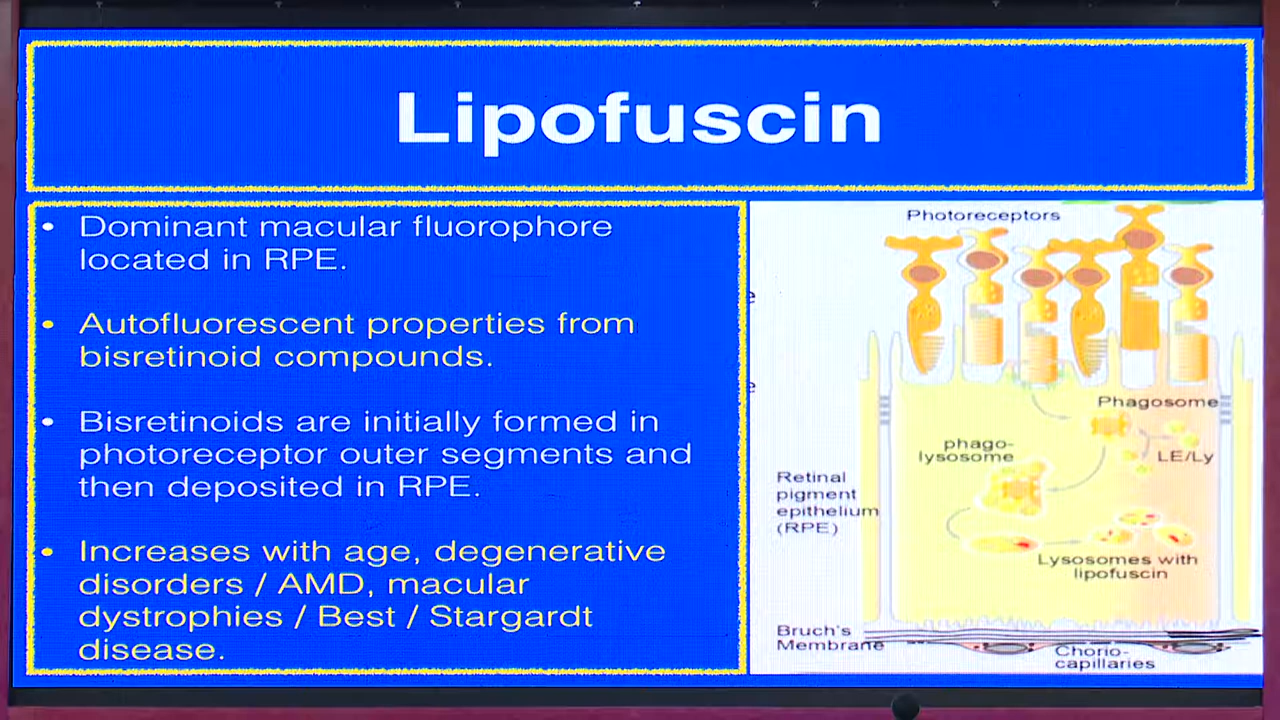 Lipofuscin
• Dominant macular fluorophore
located in RPE.
• Autofluorescent properties from
bisretinoid compounds.
• Bisretinoids are initially formed in
photoreceptor outer segments and
then deposited in RPE.
• Increases with age, degenerative
disorders / AMD, macular
dystrophies / Best / Stargardt
disease.
Photoreceptors
Phagosome
phago-
lysosome
LE/Ly
Retinal
pigment
epithelium
(RPE)
Lysosomes with
lipofuscin
Bruch's
Membrane
Chorio-
capillaries